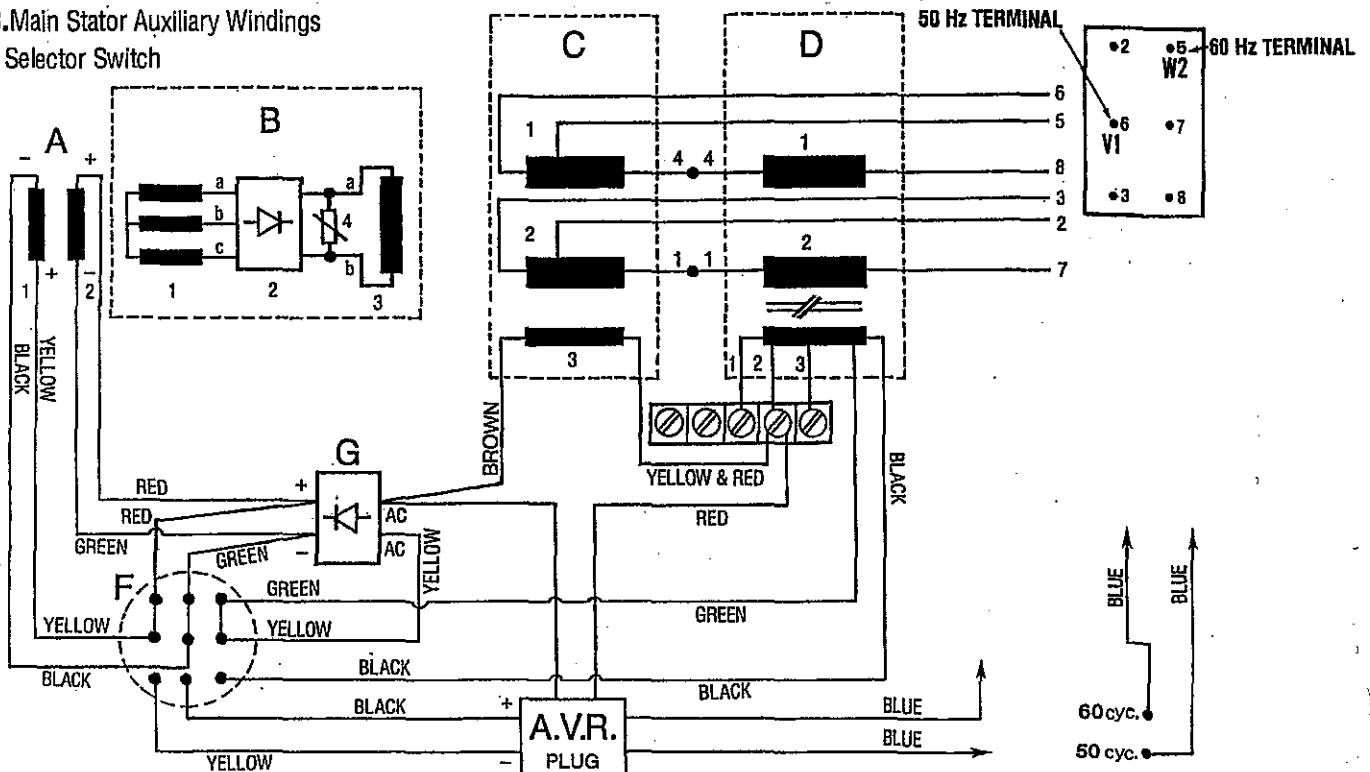 .Main Stator Auxiliary Windings
Selector Switch
50 Hz TERMINAL
60 Hz TERMINAL
2
5
W2
6
V1
7
3
8
A
- +
+ -
1 2
BLACK
YELLOW
B
a
b
c
a
b
4
1
2
3
C
1
2
3
D
1
2
4 4
1 1
1 2 3
6
5
8
3
2
7
BROWN
YELLOW & RED
RED
BLACK
G
+
-
AC
AC
RED
RED
GREEN
GREEN
YELLOW
F
GREEN
GREEN
YELLOW
YELLOW
BLACK
BLACK
BLACK
BLACK
YELLOW
+
-
A.V.R.
PLUG
BLUE
BLUE
BLUE
BLUE
60 cyc.
50 cyc.